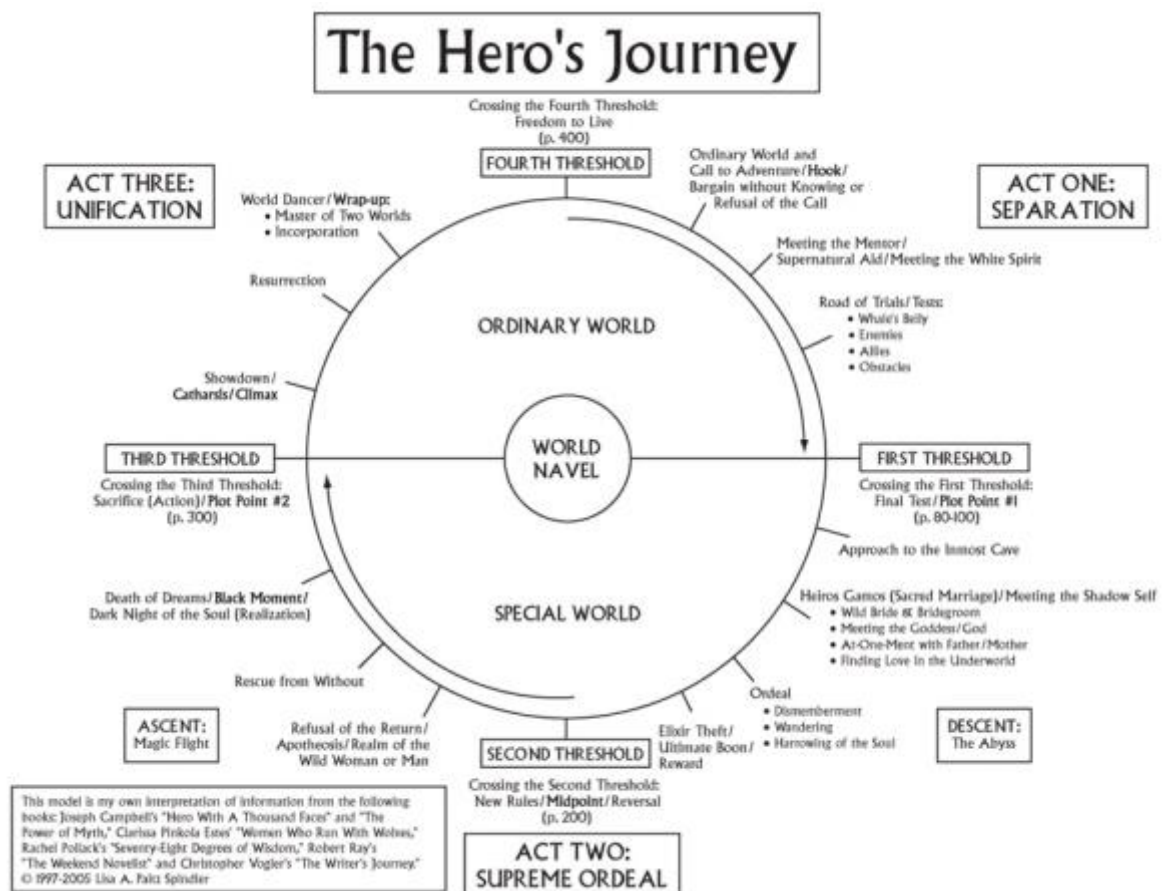 The Hero's Journey
Crossing the Fourth Threshold:
Freedom to Live
(p. 400)
FOURTH THRESHOLD
ACT THREE:
UNIFICATION
ACT ONE:
SEPARATION
Ordinary World and
Call to Adventure/Hook/
Bargain without Knowing or
Refusal of the Call
World Dancer/Wrap-up:
• Master of Two Worlds
• Incorporation
Meeting the Mentor/
Supernatural Aid/Meeting the White Spirit
Resurrection
Road of Trials/Tests:
• Whale's Belly
• Enemies
• Allies
• Obstacles
ORDINARY WORLD
Showdown/
Catharsis/Climax
WORLD
NAVEL
THIRD THRESHOLD
Crossing the Third Threshold:
Sacrifice (Action)/Plot Point #2
(p. 300)
FIRST THRESHOLD
Crossing the First Threshold:
Final Test/Plot Point #1
(p. 80-100)
Approach to the Inmost Cave
Death of Dreams/Black Moment/
Dark Night of the Soul (Realization)
SPECIAL WORLD
Heiros Gamos (Sacred Marriage)/Meeting the Shadow Self
• Wild Bride & Bridegroom
• Meeting the Goddess/God
• At-One-Ment with Father/Mother
• Finding Love in the Underworld
Rescue from Without
Ordeal
• Dismemberment
• Wandering
• Harrowing of the Soul
ASCENT:
Magic Flight
Refusal of the Return/
Apotheosis/Realm of the
Wild Woman or Man
Elixir Theft/
Ultimate Boon/
Reward
DESCENT:
The Abyss
SECOND THRESHOLD
Crossing the Second Threshold:
New Rules/Midpoint/Reversal
(p. 200)
ACT TWO:
SUPREME ORDEAL
This model is my own interpretation of information from the following
books: Joseph Campbell's "Hero With A Thousand Faces" and "The
Power of Myth," Clarissa Pinkola Estes' "Women Who Run With Wolves,"
Rachel Pollack's "Seventy-Eight Degrees of Wisdom," Robert Ray's
"The Weekend Novelist" and Christopher Vogler's "The Writer's Journey."
© 1997-2005 Lisa A. Paitz Spindler